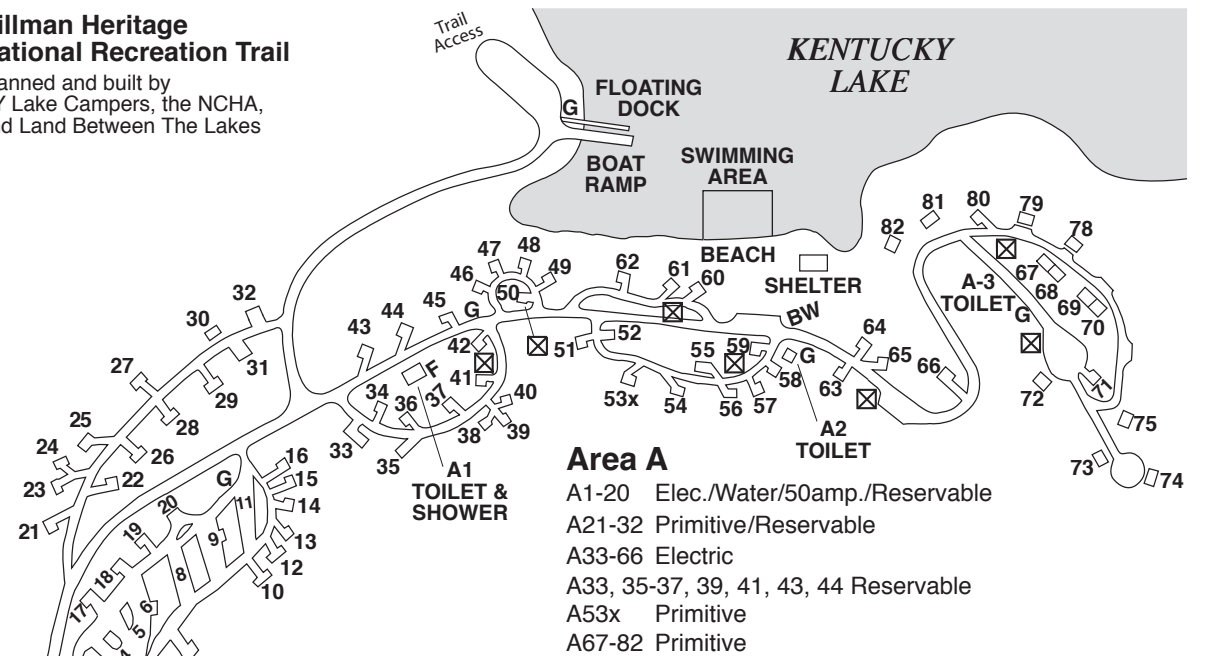 illman Heritage
ational Recreation Trail
anned and built by
Y Lake Campers, the NCHA,
d Land Between The Lakes
Trail
Access
KENTUCKY
LAKE
G
FLOATING
DOCK
BOAT
RAMP
SWIMMING
AREA
BEACH
SHELTER
BW
82
81
80
79
78
A-3
TOILET
G
67
68
69
70
71
72
73
74
75
47
48
46
49
50
62
61
60
45
G
44
43
42
41
F
52
51
55
59
58
G
64
65
63
66
53x
54
56
57
A2
TOILET
32
30
31
27
29
28
25
26
24
23
22
21
34
36
37
40
39
38
33
35
A1
TOILET &
SHOWER
16
15
14
13
12
10
G
11
20
19
9
18
8
17
6
5
Area A
A1-20 Elec./Water/50amp./Reservable
A21-32 Primitive/Reservable
A33-66 Electric
A33, 35-37, 39, 41, 43, 44 Reservable
A53x Primitive
A67-82 Primitive